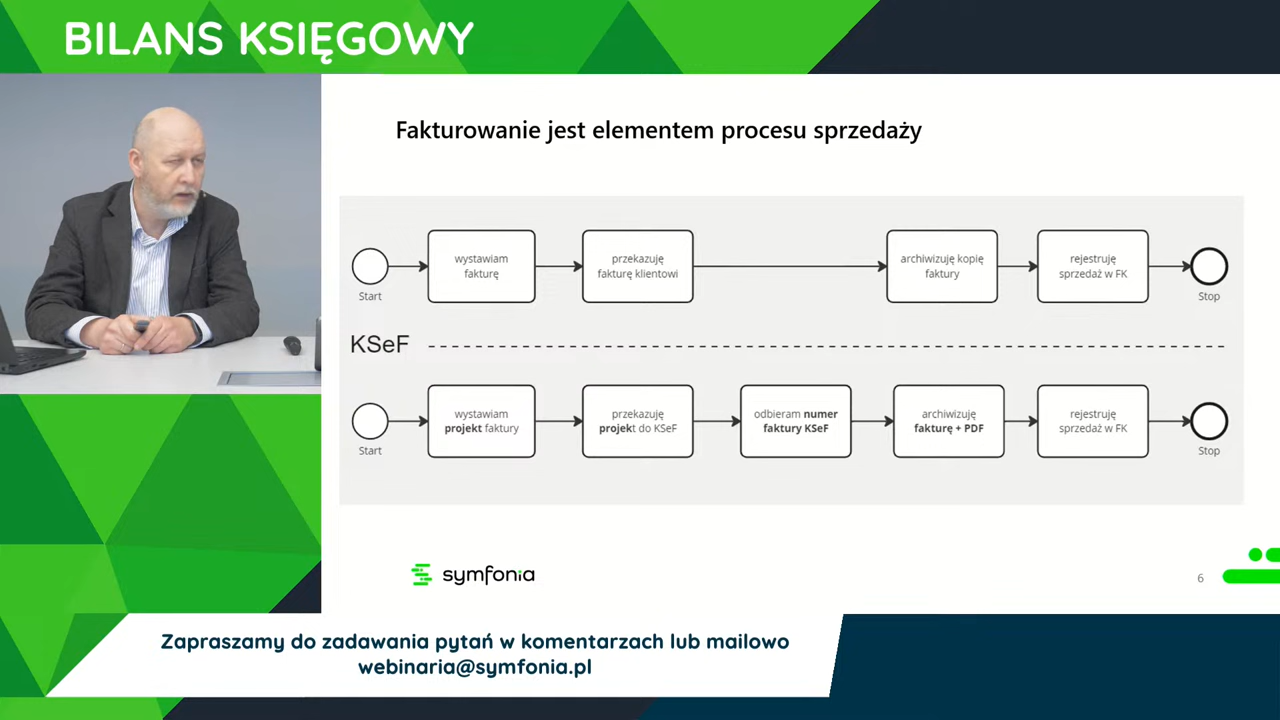 BILANS KSIĘGOWY
Fakturowanie jest elementem procesu sprzedaży
wystawiam
fakturę
przekazuję
fakturę klientowi
archiwizuję kopię
faktury
rejestruję
sprzedaż w FK
Start
Stop
KSeF
wystawiam
projekt faktury
przekazuję
projekt do KSeF
odbieram numer
faktury KSeF
archiwizuję
fakturę + PDF
rejestruję
sprzedaż w FK
Start
Stop
symfonia
6
Zapraszamy do zadawania pytań w komentarzach lub mailowo
webinaria@symfonia.pl